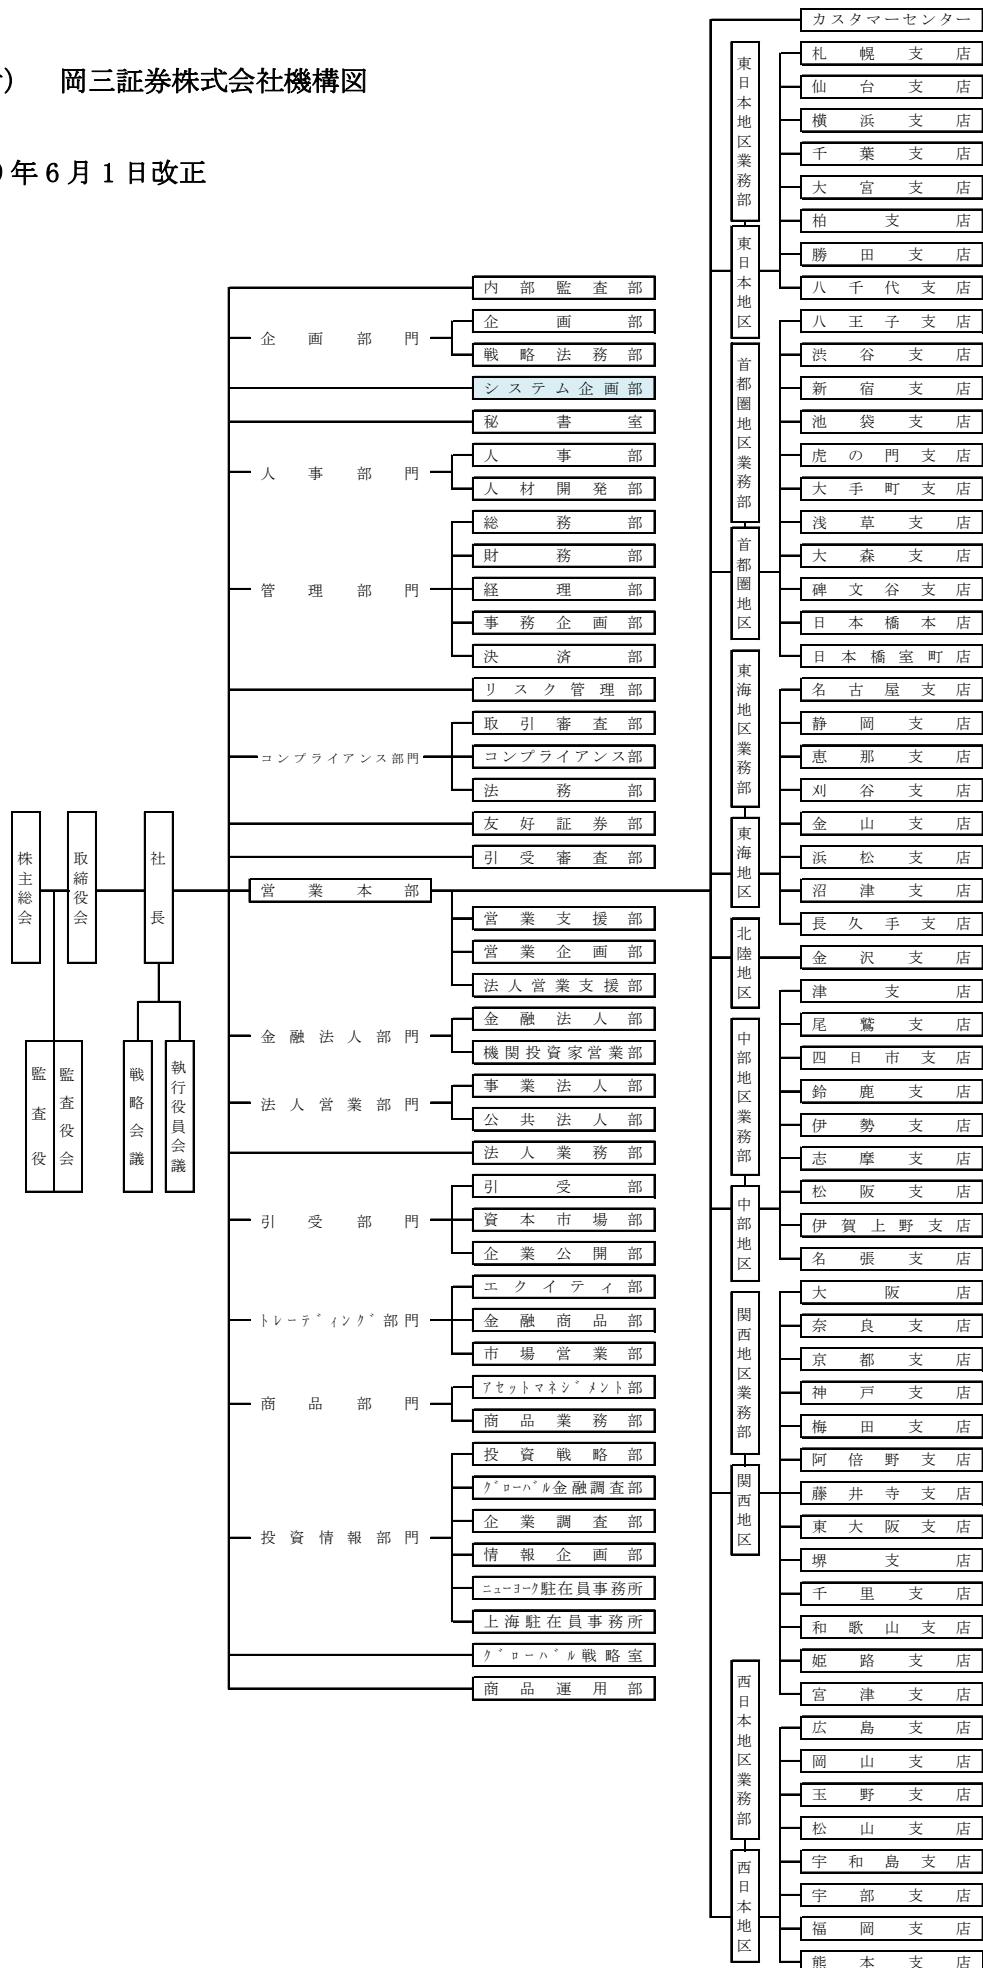 岡三証券株式会社機構図
年6月1日改正
株主総会
取締役会
社長
監査役
監査役会
戦略会議
執行役員会議
内部監査部
企画部門
企画部
戦略法務部
システム企画部
秘書室
人事部門
人事部
人材開発部
管理部門
総務部
財務部
経理部
事務企画部
決済部
リスク管理部
コンプライアンス部門
取引審査部
コンプライアンス部
法務部
友好証券部
引受審査部
営業本部
営業支援部
営業企画部
法人営業支援部
金融法人部門
金融法人部
機関投資家営業部
法人営業部門
事業法人部
公共法人部
法人業務部
引受部門
引受部
資本市場部
企業公開部
ﾄﾚｰﾃﾞｨﾝｸﾞ部門
エクイティ部
金融商品部
市場営業部
商品部門
ｱｾｯﾄﾏﾈｼﾞﾒﾝﾄ部
商品業務部
投資情報部門
投資戦略部
ｸﾞﾛｰﾊﾞﾙ金融調査部
企業調査部
情報企画部
ﾆｭｰﾖｰｸ駐在員事務所
上海駐在員事務所
ｸﾞﾛｰﾊﾞﾙ戦略室
商品運用部
カスタマーセンター
東日本地区業務部
東日本地区
札幌支店
仙台支店
横浜支店
千葉支店
大宮支店
柏支店
勝田支店
八千代支店
首都圏地区業務部
首都圏地区
八王子支店
渋谷支店
新宿支店
池袋支店
虎の門支店
大手町支店
浅草支店
大森支店
碑文谷支店
日本橋本店
日本橋室町店
東海地区業務部
東海地区
名古屋支店
静岡支店
恵那支店
刈谷支店
金山支店
浜松支店
沼津支店
長久手支店
北陸地区
金沢支店
中部地区業務部
中部地区
津支店
尾鷲支店
四日市支店
鈴鹿支店
伊勢支店
志摩支店
松阪支店
伊賀上野支店
名張支店
関西地区業務部
関西地区
大阪店
奈良支店
京都支店
神戸支店
梅田支店
阿倍野支店
藤井寺支店
東大阪支店
堺支店
千里支店
和歌山支店
姫路支店
宮津支店
西日本地区業務部
西日本地区
広島支店
岡山支店
玉野支店
松山支店
宇和島支店
宇部支店
福岡支店
熊本支店